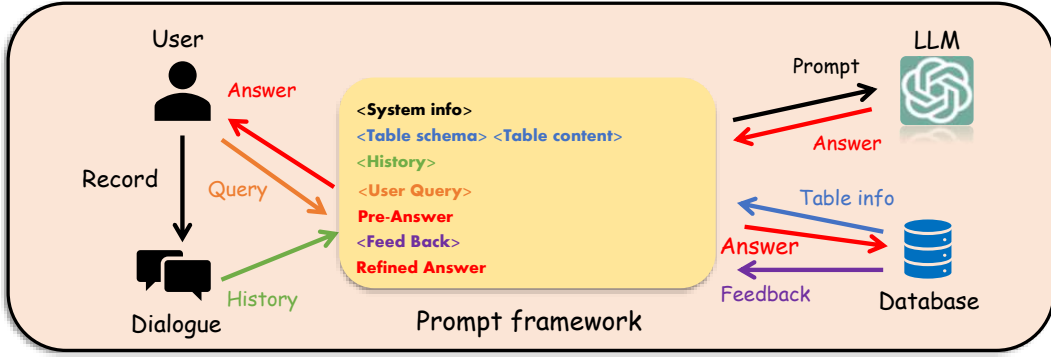 User
LLM
Prompt
Answer
<System info>
<Table schema> <Table content>
Answer
<History>
Record
Query
<User Query>
Table info
Pre-Answer
<Feed Back>
Answer
Refined Answer
History
Feedback
Database
Dialogue
Prompt framework